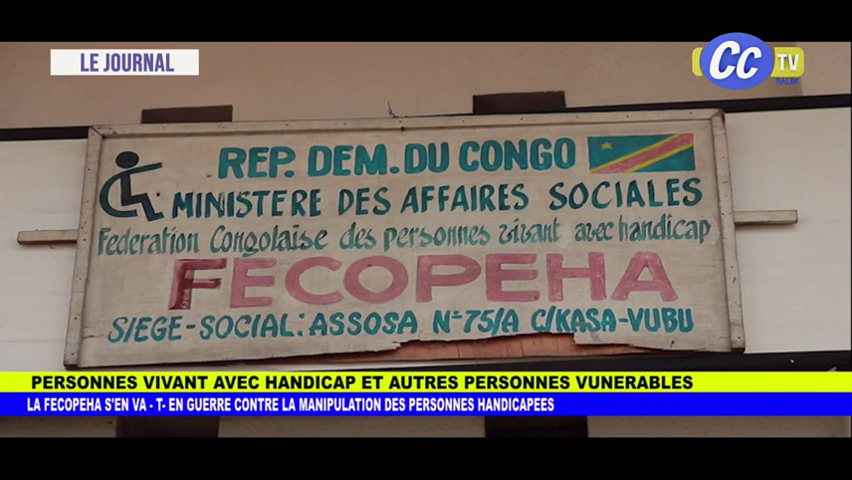 LE JOURNAL
CC TV
REP. DEM. DU CONGO
MINISTERE DES AFFAIRES SOCIALES
Federation Congolaise des personnes vivant avec handicap
FECOPEHA
SIEGE-SOCIAL: ASSOSA Nº 75/A C/KASA-VUBU
PERSONNES VIVANT AVEC HANDICAP ET AUTRES PERSONNES VUNERABLES
LA FECOPEHA S'EN VA - T- EN GUERRE CONTRE LA MANIPULATION DES PERSONNES HANDICAPEES